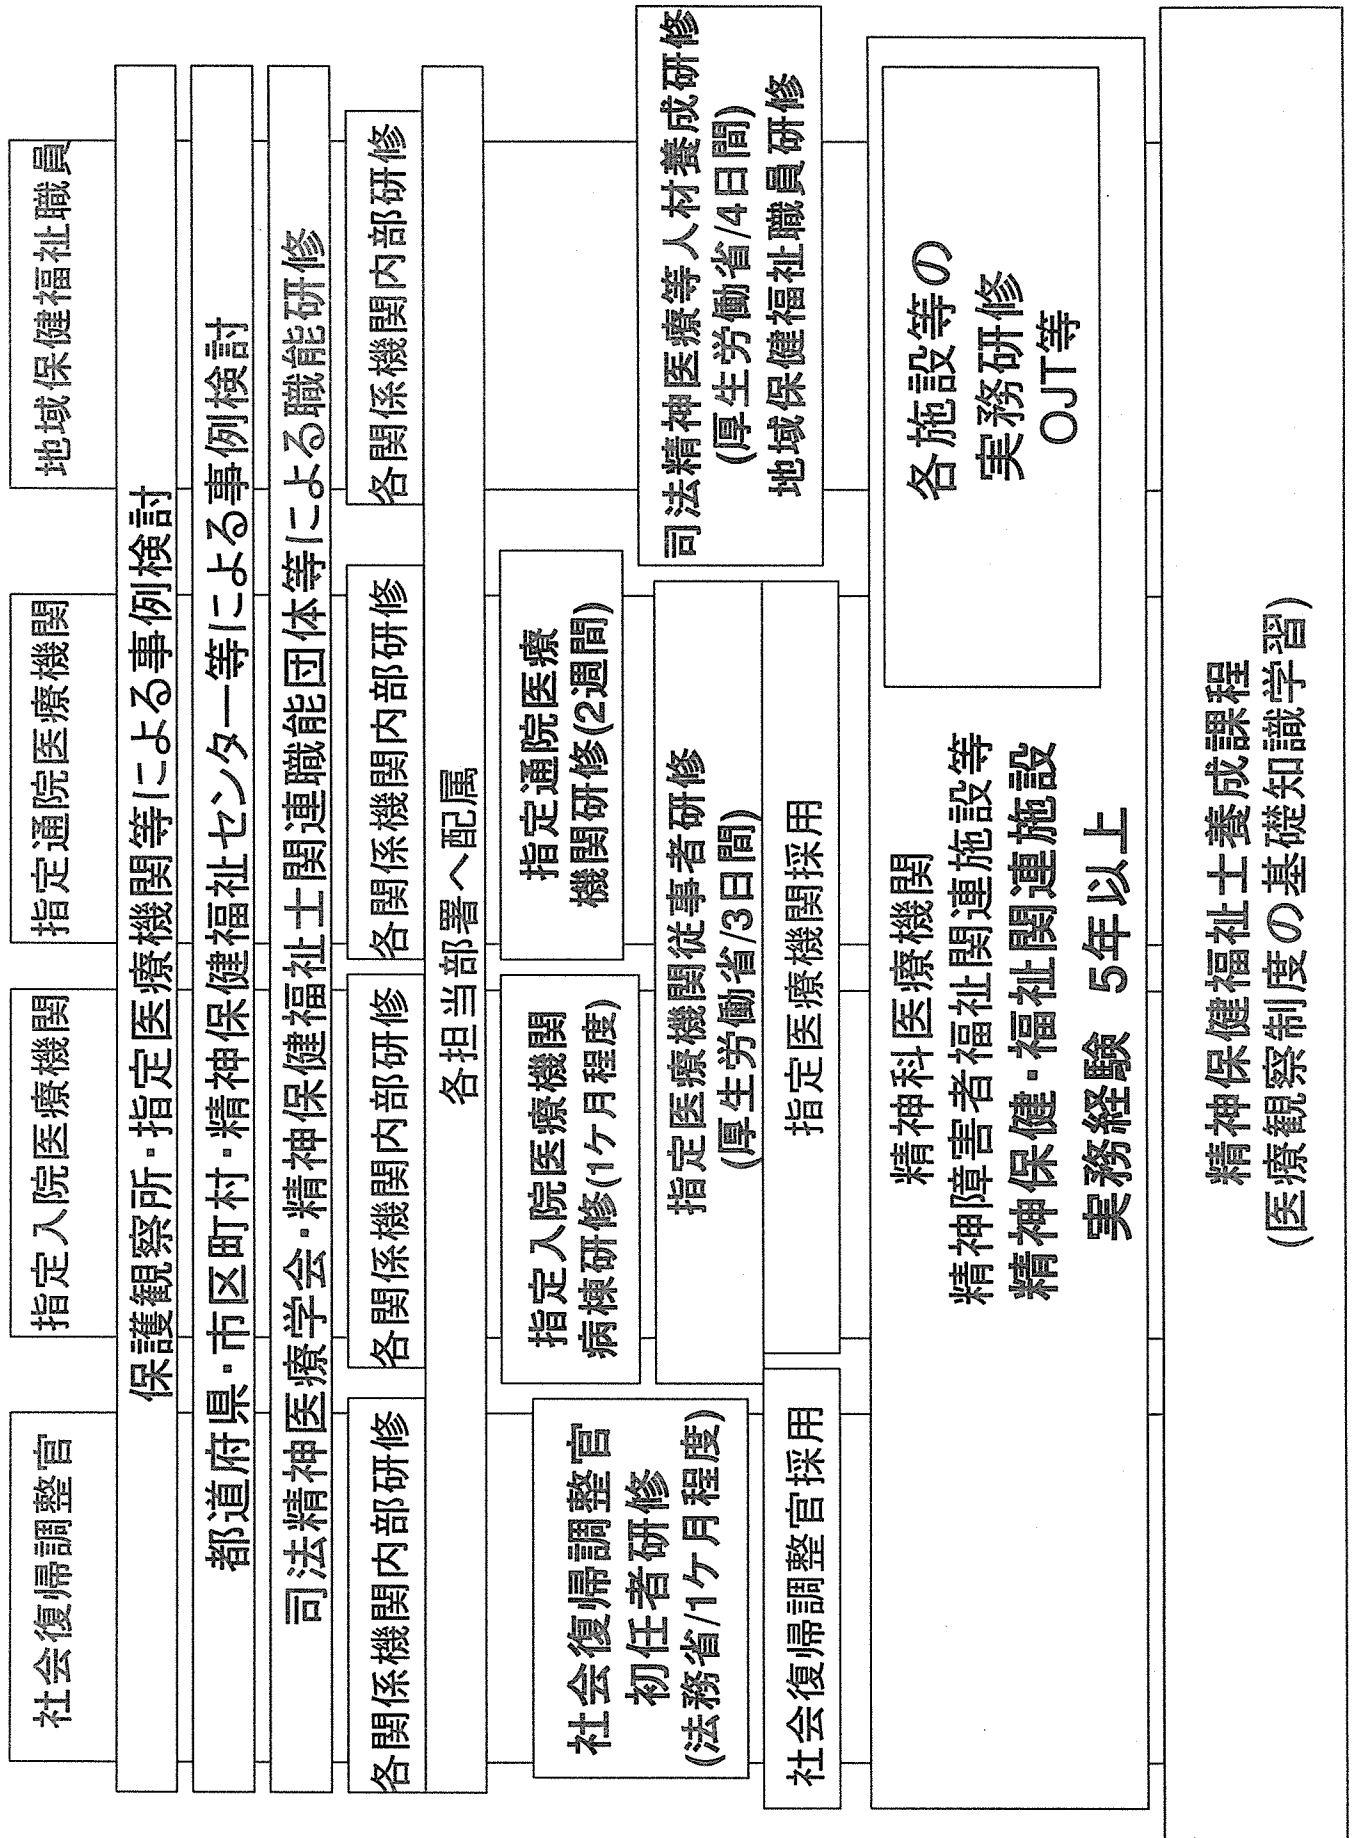 社会復帰調整官
指定入院医療機関
指定通院医療機関
地域保健福祉職員
保護観察所・指定医療機関等による事例検討
都道府県・市区町村・精神保健福祉センター等による事例検討
司法精神医療学会・精神保健福祉士関連職能団体等による職能研修
各関係機関内部研修
各関係機関内部研修
各関係機関内部研修
各関係機関内部研修
各担当部署へ配属
社会復帰調整官
初任者研修
(法務省/1ケ月程度)
指定入院医療機関
病棟研修(1ケ月程度)
指定通院医療
機関研修(2週間)
指定医療機関従事者研修
(厚生労働省/3日間)
司法精神医療等人材養成研修
(厚生労働省/4日間)
地域保健福祉職員研修
社会復帰調整官採用
指定医療機関採用
精神科医療機関
精神障害者福祉関連施設等
精神保健・福祉関連施設
実務経験 5年以上
各施設等の
実務研修
OJT等
精神保健福祉士養成課程
(医療観察制度の基礎知識学習)